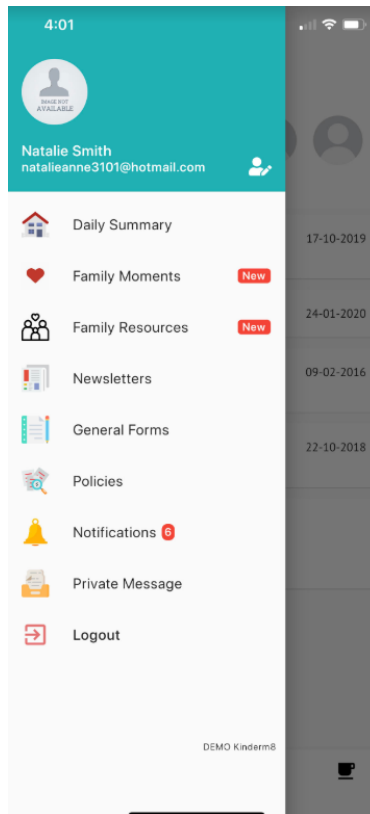 4:01
IMAGE NOT
AVAILABLE
Natalie Smith
natalieanne3101@hotmail.com
Daily Summary
17-10-2019
Family Moments New
24-01-2020
Family Resources New
09-02-2016
Newsletters
General Forms
22-10-2018
Policies
Notifications 6
Private Message
Logout
DEMO Kinderm8